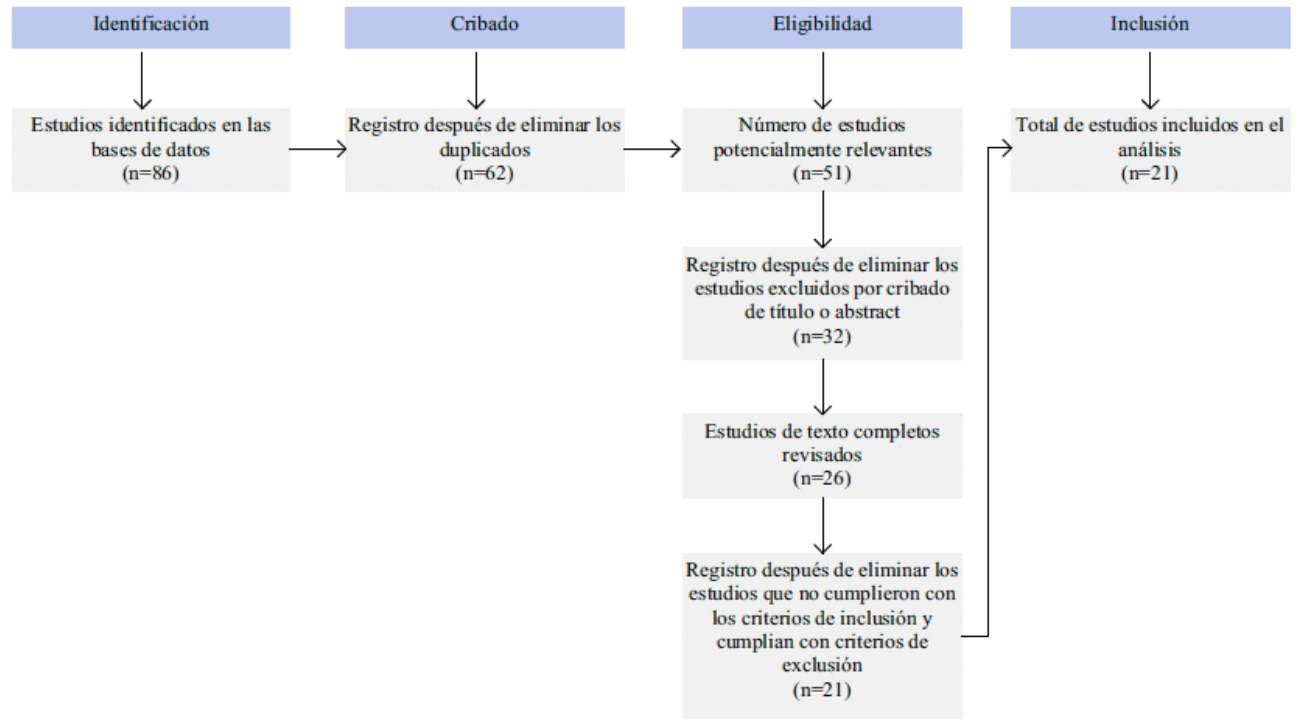 Identificación
Estudios identificados en las
bases de datos
(n=86)
Cribado
Registro después de eliminar los
duplicados
(n=62)
Eligibilidad
Número de estudios
potencialmente relevantes
(n=51)
Registro después de eliminar los
estudios excluidos por cribado
de título o abstract
(n=32)
Estudios de texto completos
revisados
(n=26)
Registro después de eliminar los
estudios que no cumplieron con
los criterios de inclusión y
cumplian con criterios de
exclusión
(n=21)
Inclusión
Total de estudios incluidos en el
análisis
(n=21)